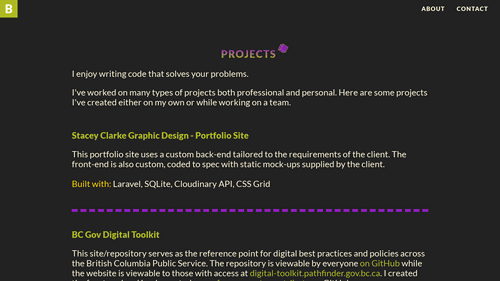 B
ABOUT
CONTACT
PROJECTS
I enjoy writing code that solves your problems.
I've worked on many types of projects both professional and personal. Here are some projects
I've created either on my own or while working on a team.
Stacey Clarke Graphic Design - Portfolio Site
This portfolio site uses a custom back-end tailored to the requirements of the client. The
front-end is also custom, coded to spec with static mock-ups supplied by the client.
Built with: Laravel, SQLite, Cloudinary API, CSS Grid
BC Gov Digital Toolkit
This site/repository serves as the reference point for digital best practices and policies across
the British Columbia Public Service. The repository is viewable by everyone on GitHub while
the website is viewable to those with access at digital-toolkit.pathfinder.gov.bc.ca. I created